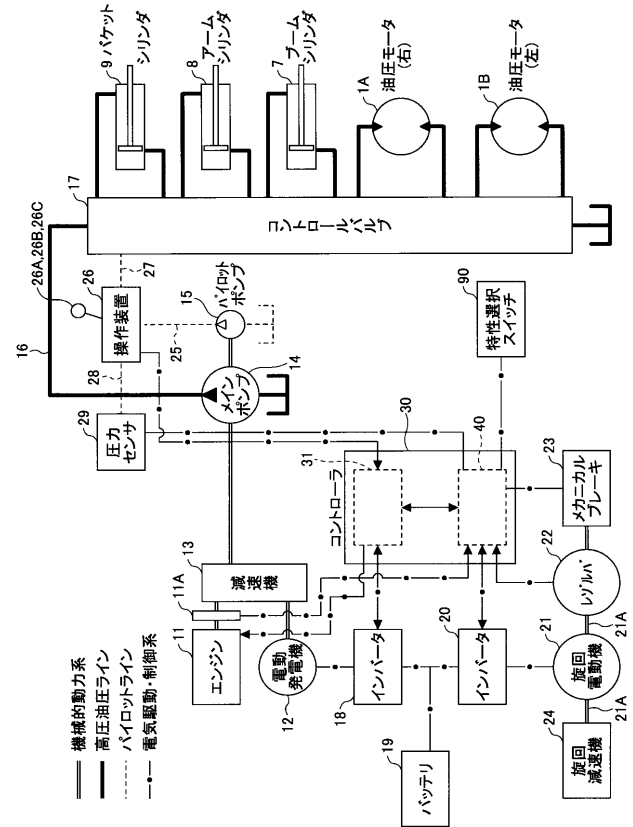 機械的動力系
高圧油圧ライン
パイロットライン
電気駆動・制御系
エンジン
11
11A
減速機
13
電動
発電機
12
インバータ
18
バッテリ
19
インバータ
20
旋回
電動機
21
21A
21A
旋回
減速機
24
レゾルバ
22
メカニカル
ブレーキ
23
コントローラ
30
31
40
特性選択
スイッチ
90
圧力
センサ
29
28
操作装置
26
26A,26B,26C
27
25
16
メイン
ポンプ
14
パイロット
ポンプ
15
コントロールバルブ
17
9 バケット
シリンダ
8
アーム
シリンダ
7
ブーム
シリンダ
1A
油圧モータ
(右)
1B
油圧モータ
(左)